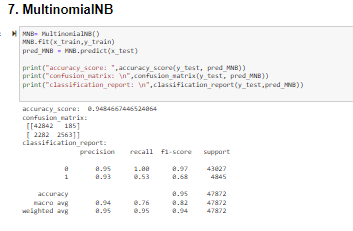 7. MultinomialNB
MNB= MultinomialNB()
MNB.fit(x_train,y_train)
pred_MNB = MNB.predict(x_test)
print("accuracy_score: ",accuracy_score(y_test, pred_MNB))
print("confusion_matrix: \n",confusion_matrix(y_test, pred_MNB))
print("classification_report: \n",classification_report(y_test,pred_MNB))
accuracy_score: 0.9484667446524064
confusion_matrix:
[[42842 185]
[ 2282 2563]]
classification_report:
precision recall f1-score support
0 0.95 1.00 0.97 43027
1 0.93 0.53 0.68 4845
accuracy 0.95 47872
macro avg 0.94 0.76 0.82 47872
weighted avg 0.95 0.95 0.94 47872